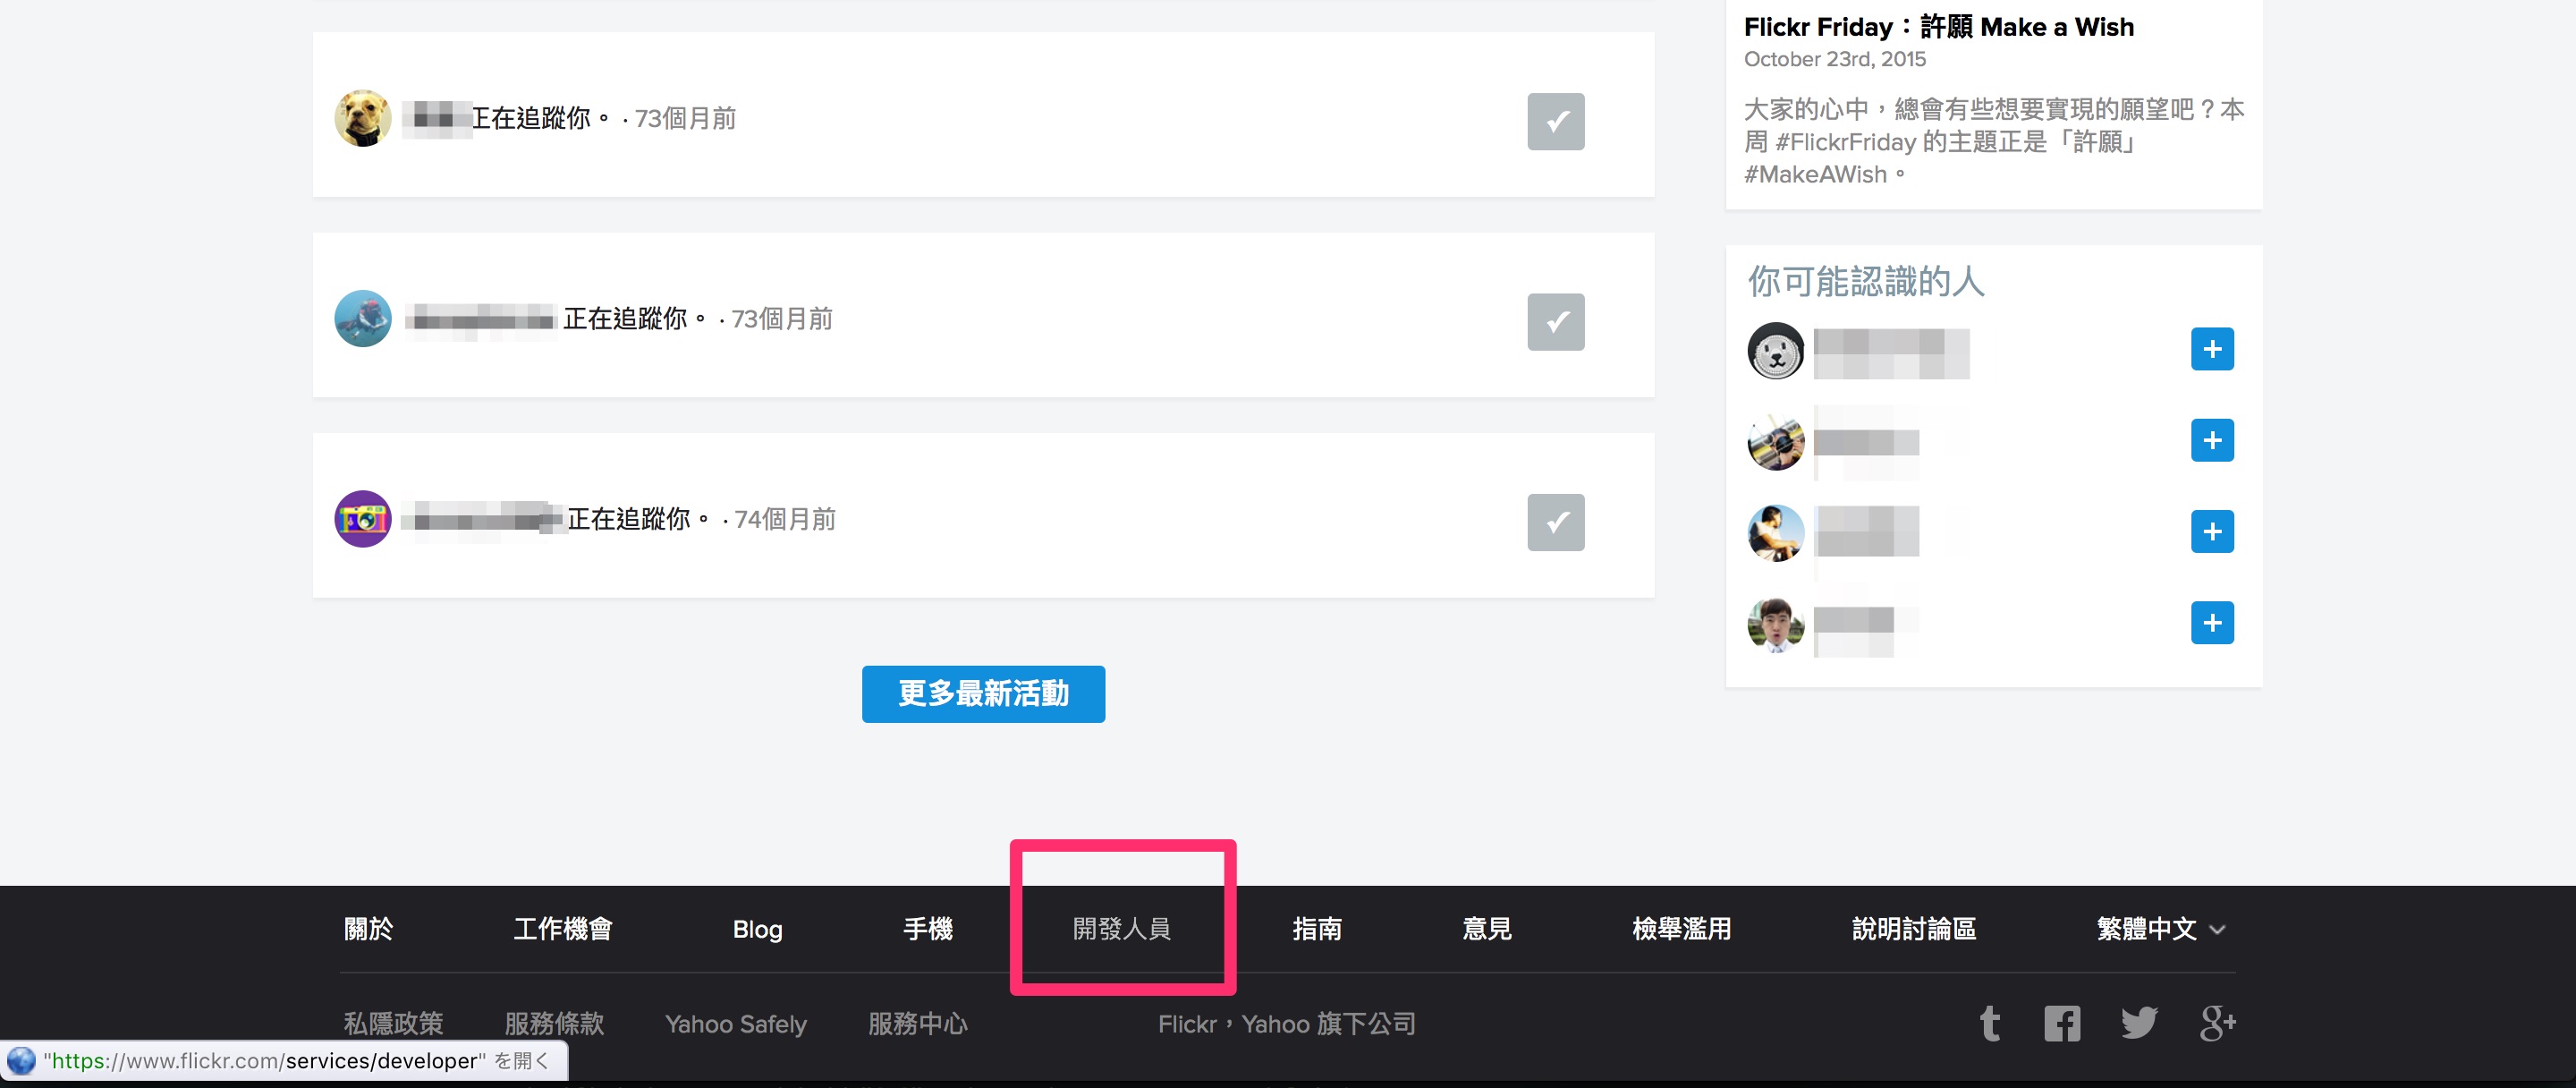 正在追蹤你。 · 73個月前
正在追蹤你。 · 73個月前
正在追蹤你。 · 74個月前
更多最新活動
Flickr Friday：許願 Make a Wish
October 23rd, 2015
大家的心中，總會有些想要實現的願望吧？本
周 #FlickrFriday 的主題正是「許願」
#MakeAWish。
你可能認識的人
關於 工作機會 Blog 手機 開發人員 指南 意見 檢舉濫用 說明討論區 繁體中文
私隱政策 服務條款 Yahoo Safely 服務中心 Flickr，Yahoo 旗下公司
"https://www.flickr.com/services/developer" を開く